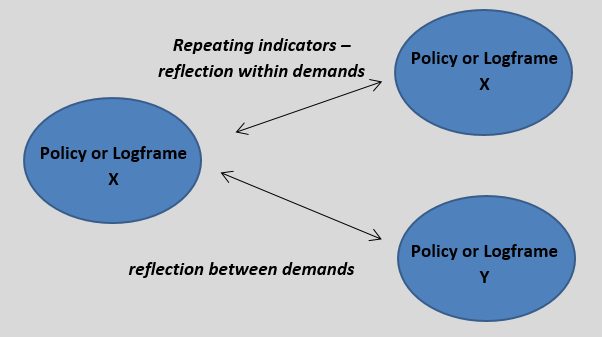 Repeating indicators –
reflection within demands
Policy or Logframe
X
Policy or Logframe
X
reflection between demands
Policy or Logframe
Y